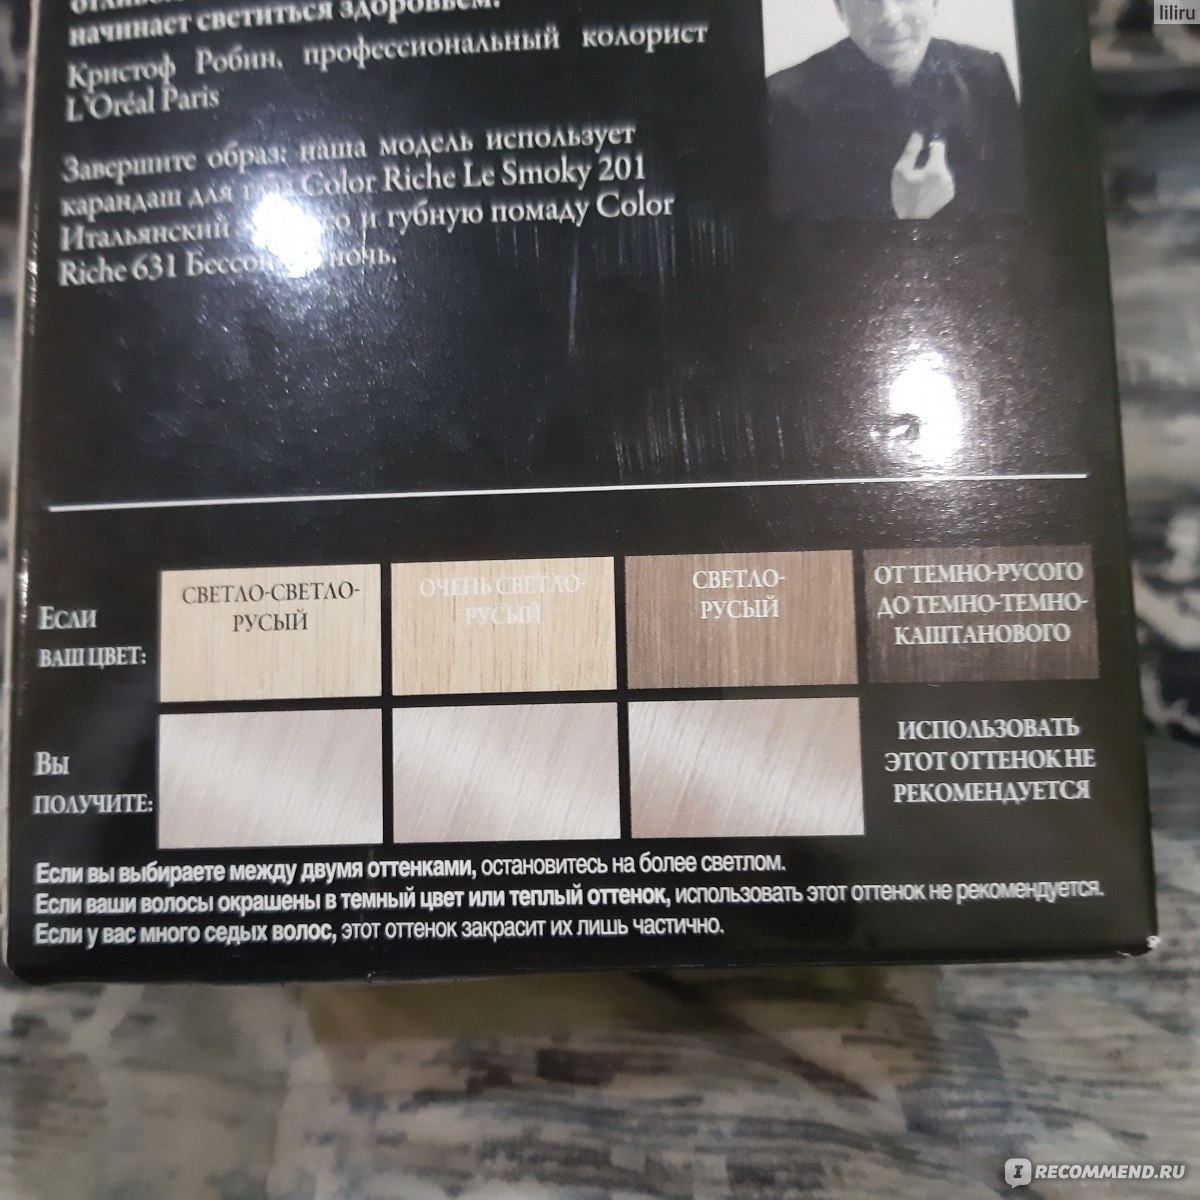 liliru
начинает светиться здоровьем.
Кристоф Робин, профессиональный колорист
L'Oréal Paris
Завершите образ: наша модель использует
карандаш для Color Riche Le Smoky 201
Итальянский и губную помаду Color
Riche 631 ночь.
Если
ваш цвет:
СВЕТЛО-СВЕТЛО-
РУСЫЙ
ОЧЕНЬ СВЕТЛО-
РУСЫЙ
СВЕТЛО-
РУСЫЙ
ОТ ТЕМНО-РУСОГО
ДО ТЕМНО-ТЕМНО-
КАШТАНОВОГО
Вы
получите:
ИСПОЛЬЗОВАТЬ
ЭТОТ ОТТЕНОК НЕ
РЕКОМЕНДУЕТСЯ
Если вы выбираете между двумя оттенками, остановитесь на более светлом.
Если ваши волосы окрашены в темный цвет или теплый оттенок, использовать этот оттенок не рекомендуется.
Если у вас много седых волос, этот оттенок закрасит их лишь частично.
IRECOMMEND.RU